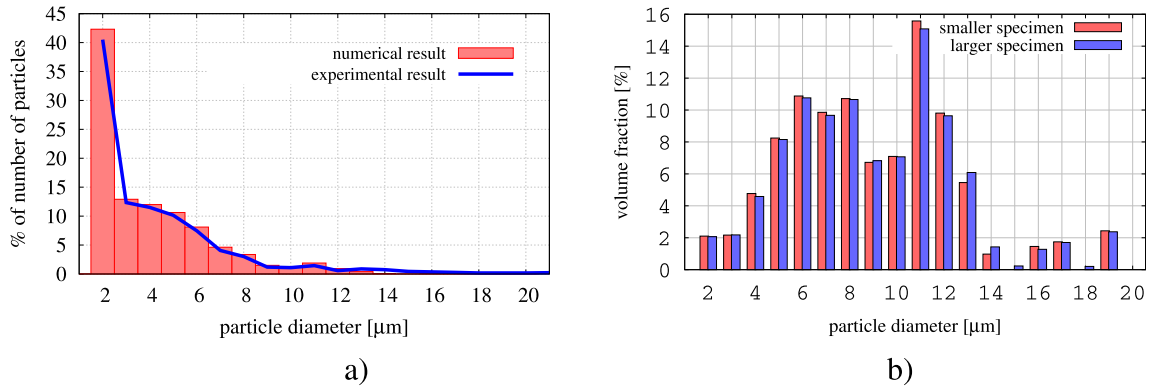 45
40
35
30
25
20
15
10
5
0
% of number of particles
numerical result
experimental result
2 4 6 8 10 12 14 16 18 20
particle diameter [μm]
a)
16
14
12
10
8
6
4
2
0
volume fraction [%]
smaller specimen
larger specimen
2 4 6 8 10 12 14 16 18 20
particle diameter [μm]
b)